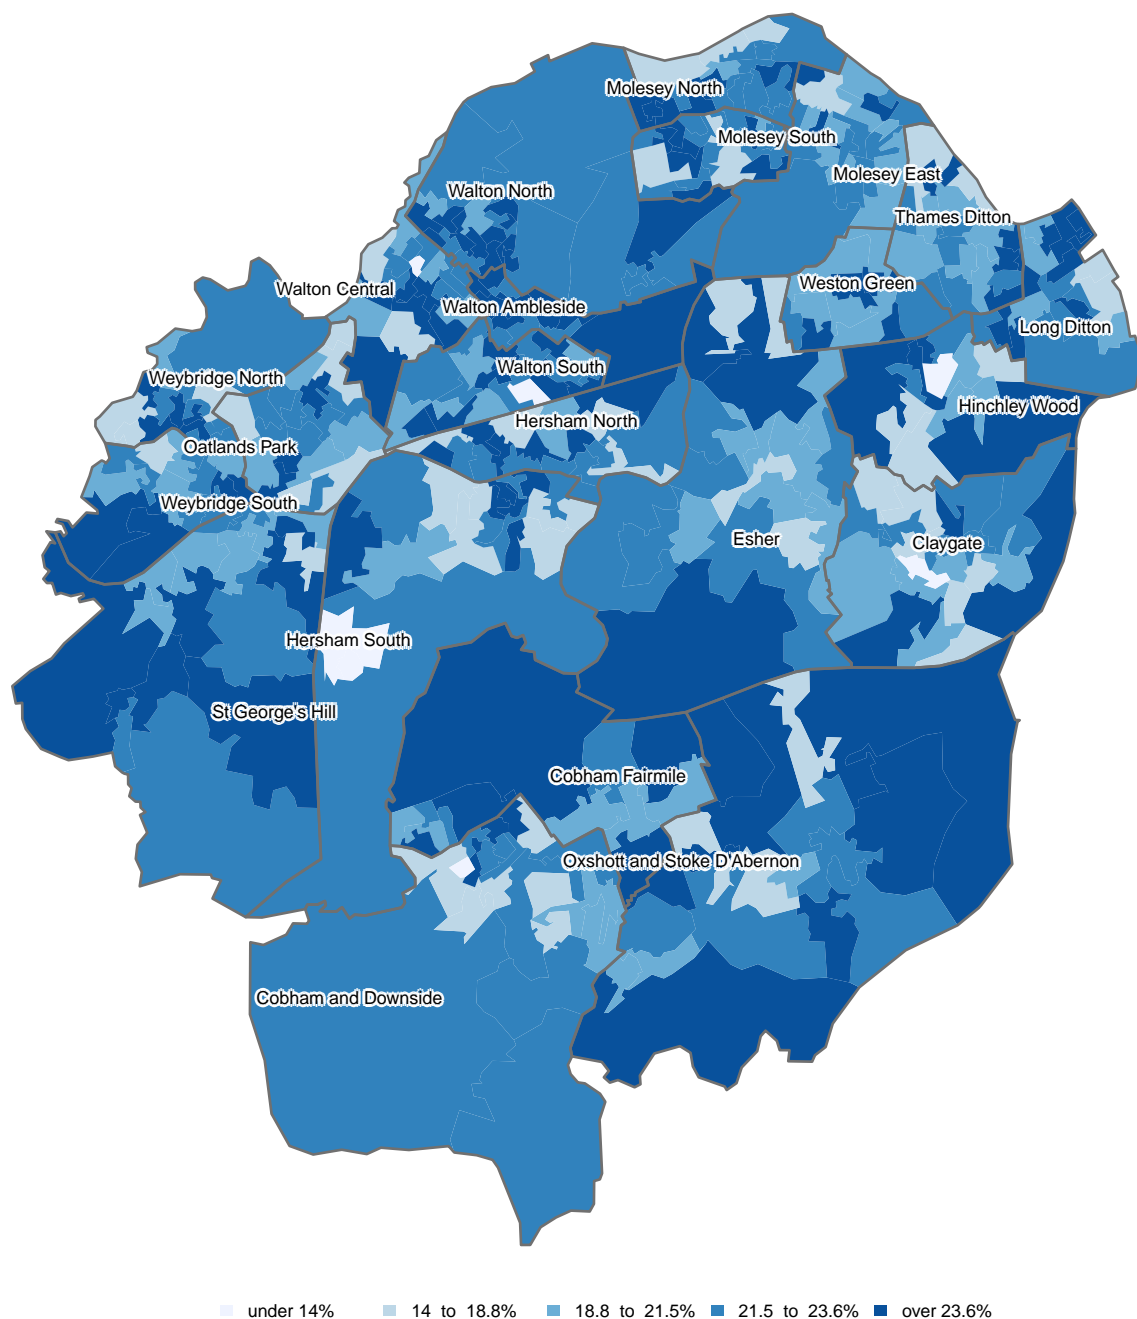 Molesey North
Molesey South
Molesey East
Walton North
Thames Ditton
Weston Green
Walton Central
Walton Ambleside
Long Ditton
Walton South
Weybridge North
Hinchley Wood
Hersham North
Oatlands Park
Weybridge South
Esher
Claygate
Hersham South
St George's Hill
Cobham Fairmile
Oxshott and Stoke D'Abernon
Cobham and Downside
under 14% 14 to 18.8% 18.8 to 21.5% 21.5 to 23.6% over 23.6%